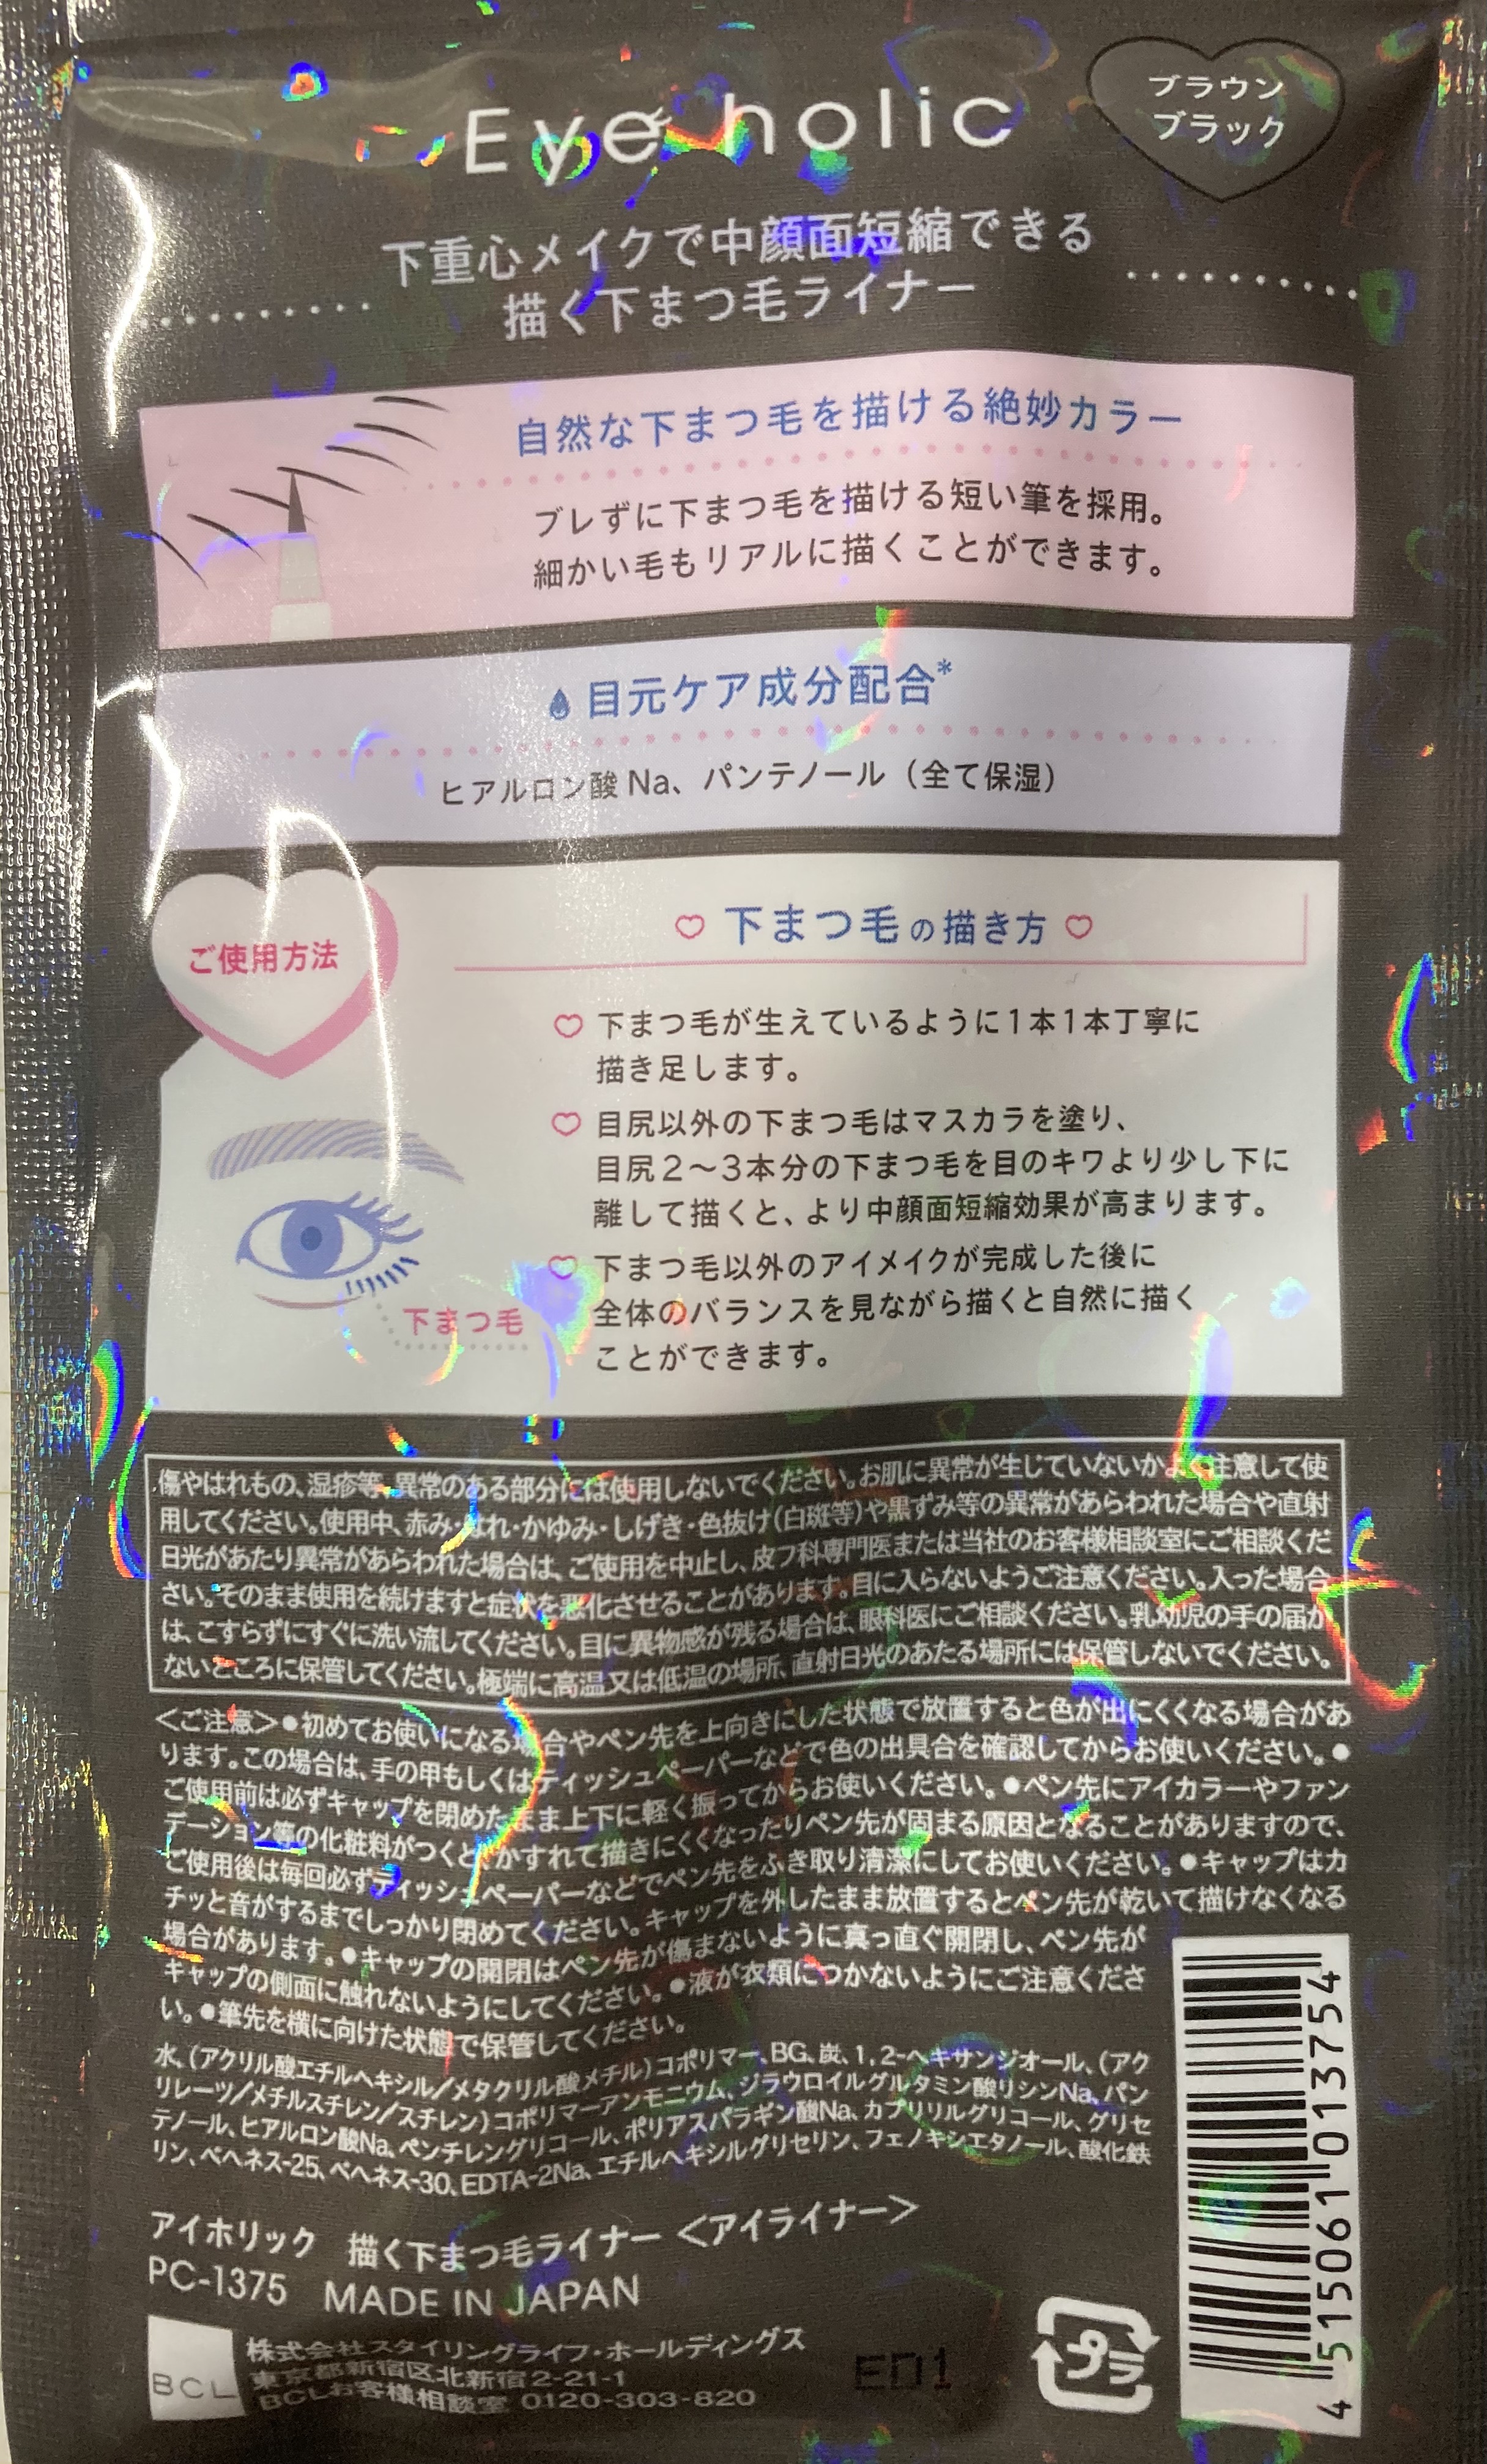 Eye holic
ブラウン
ブラック
下重心メイクで中顔面短縮できる
描く下まつ毛ライナー
自然な下まつ毛を描ける絶妙カラー
ブレずに下まつ毛を描ける短い筆を採用。
細かい毛もリアルに描くことができます。
目元ケア成分配合*
ヒアルロン酸 Na、パンテノール（全て保湿）
ご使用方法
♡ 下まつ毛の描き方 ♡
♡ 下まつ毛が生えているように1本1本丁寧に
描き足します。
♡ 目尻以外の下まつ毛はマスカラを塗り、
目尻2〜3本分の下まつ毛を目のキワより少し下に
離して描くと、より中顔面短縮効果が高まります。
♡ 下まつ毛以外のアイメイクが完成した後に
全体のバランスを見ながら描くと自然に描く
ことができます。
下まつ毛
傷やはれもの、湿疹等、異常のある部分には使用しないでください。お肌に異常が生じていないかよく注意して使
用してください。使用中、赤み・はれ・かゆみ・しげき・色抜け(白斑等)や黒ずみ等の異常があらわれた場合や直射
日光があたり異常があらわれた場合は、ご使用を中止し、皮フ科専門医または当社のお客様相談室にご相談くだ
さい。そのまま使用を続けますと症状を悪化させることがあります。目に入らないようご注意ください。入った場合
は、こすらずにすぐに洗い流してください。目に異物感が残る場合は、眼科医にご相談ください。乳幼児の手の届か
ないところに保管してください。極端に高温又は低温の場所、直射日光のあたる場所には保管しないでください。
＜ご注意＞●初めてお使いになる場合やペン先を上向きにした状態で放置すると色が出にくくなる場合があ
ります。この場合は、手の甲もしくはティッシュペーパーなどで色の出具合を確認してからお使いください。●
ご使用前は必ずキャップを閉めたまま上下に軽く振ってからお使いください。●ペン先にアイカラーやファン
デーション等の化粧料がつくと、かすれて描きにくくなったりペン先が固まる原因となることがありますので、
ご使用後は毎回必ずティッシュペーパーなどでペン先をふき取り清潔にしてお使いください。●キャップはカ
チッと音がするまでしっかり閉めてください。キャップを外したまま放置するとペン先が乾いて描けなくなる
場合があります。●キャップの開閉はペン先が傷まないように真っ直ぐ開閉し、ペン先が
キャップの側面に触れないようにしてください。●液が衣類につかないようにご注意くださ
い。●筆先を横に向けた状態で保管してください。
水、(アクリル酸エチルヘキシル/メタクリル酸メチル)コポリマー、BG、炭、1,2-ヘキサンジオール、(アク
リレーツ/メチルスチレン/スチレン)コポリマーアンモニウム、ジラウロイルグルタミン酸リシンNa、パン
テノール、ヒアルロン酸Na、ペンチレングリコール、ポリアスパラギン酸Na、カプリリルグリコール、グリセ
リン、ベヘネス-25、ベヘネス-30、EDTA-2Na、エチルヘキシルグリセリン、フェノキシエタノール、酸化鉄
アイホリック 描く下まつ毛ライナー ＜アイライナー＞
PC-1375 MADE IN JAPAN
BCL
株式会社スタイリングライフ・ホールディングス
東京都新宿区北新宿2-21-1
BCLお客様相談室 0120-303-820
ED1
プラ
4 515061 013754